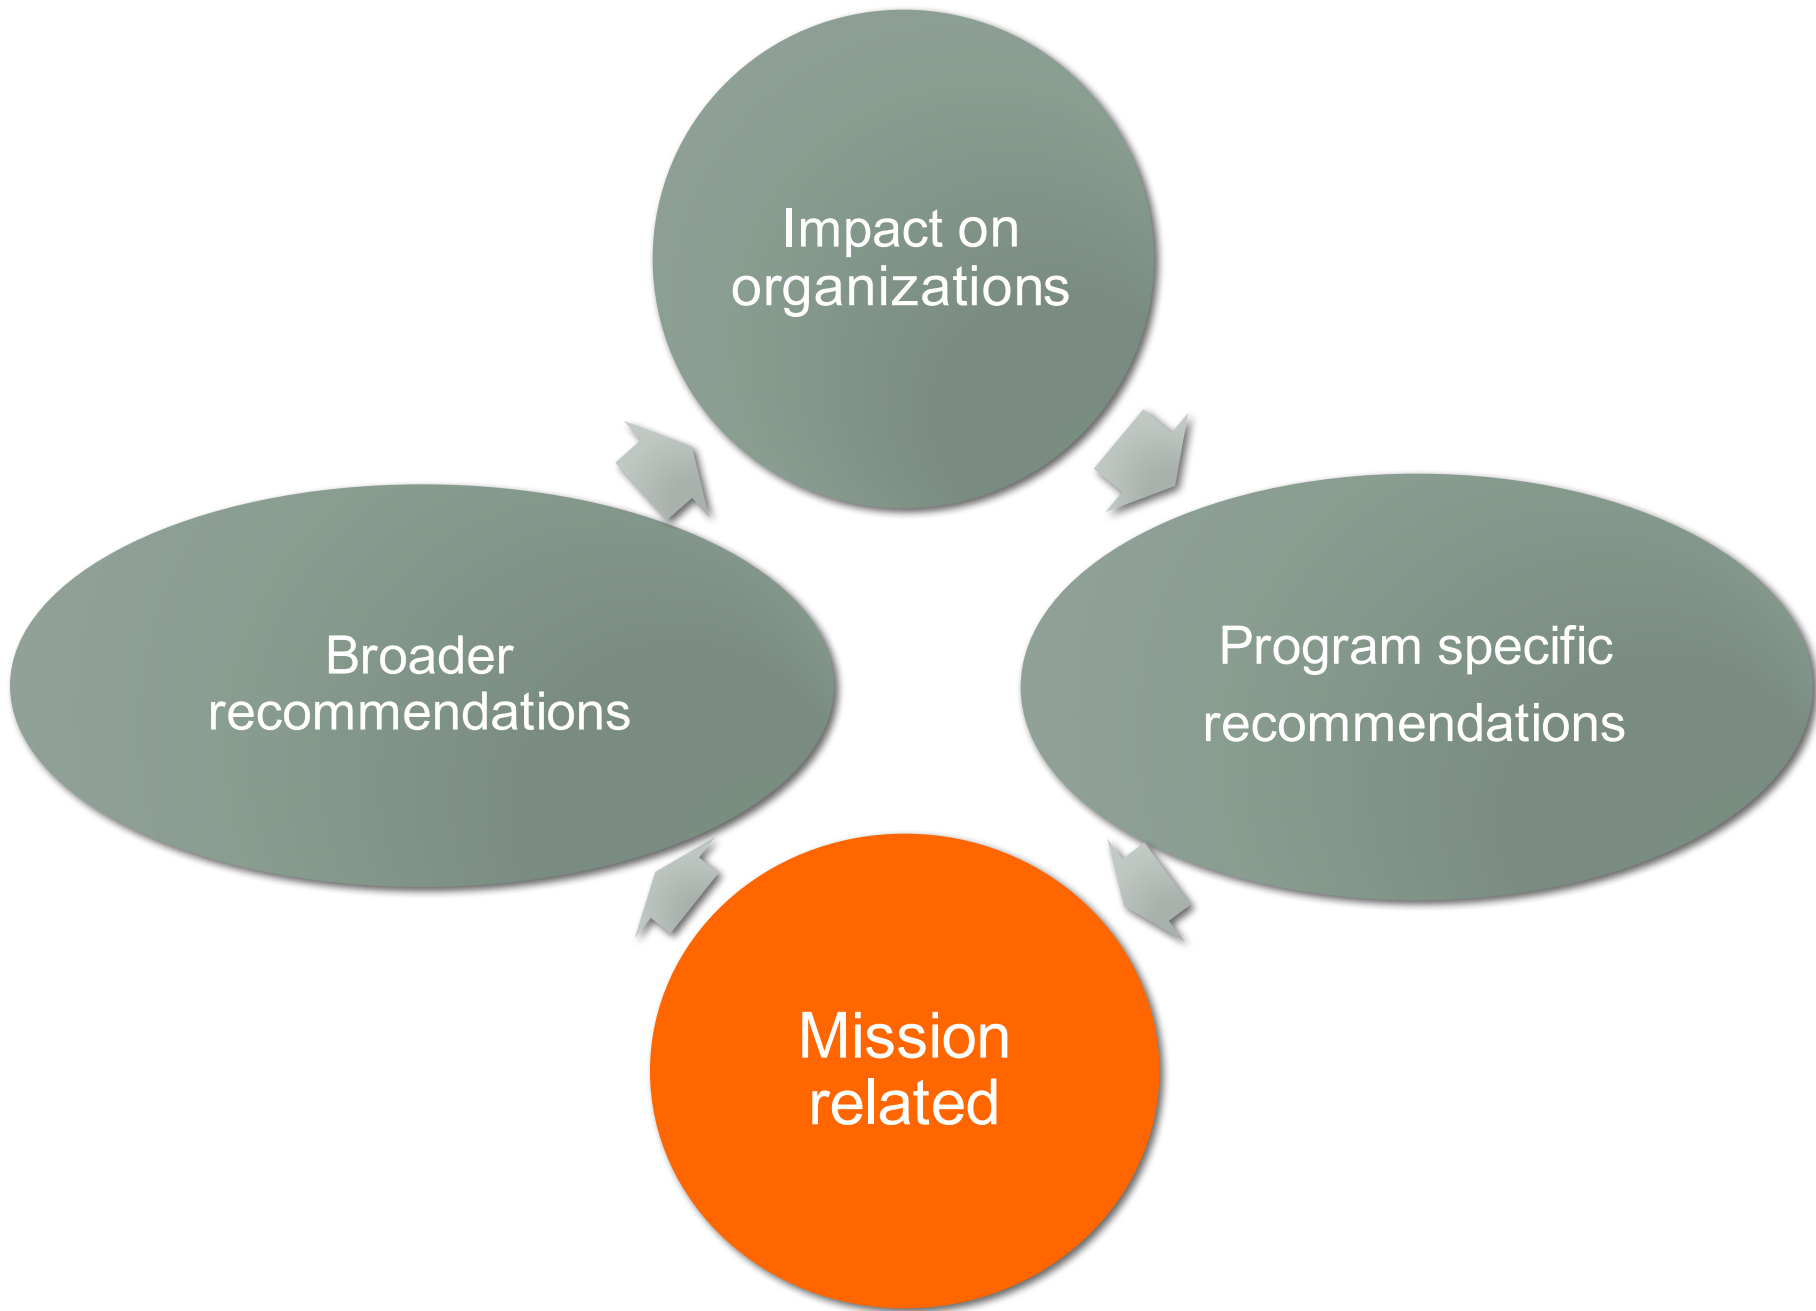 Impact on
organizations
Broader
recommendations
Program specific
recommendations
Mission
related